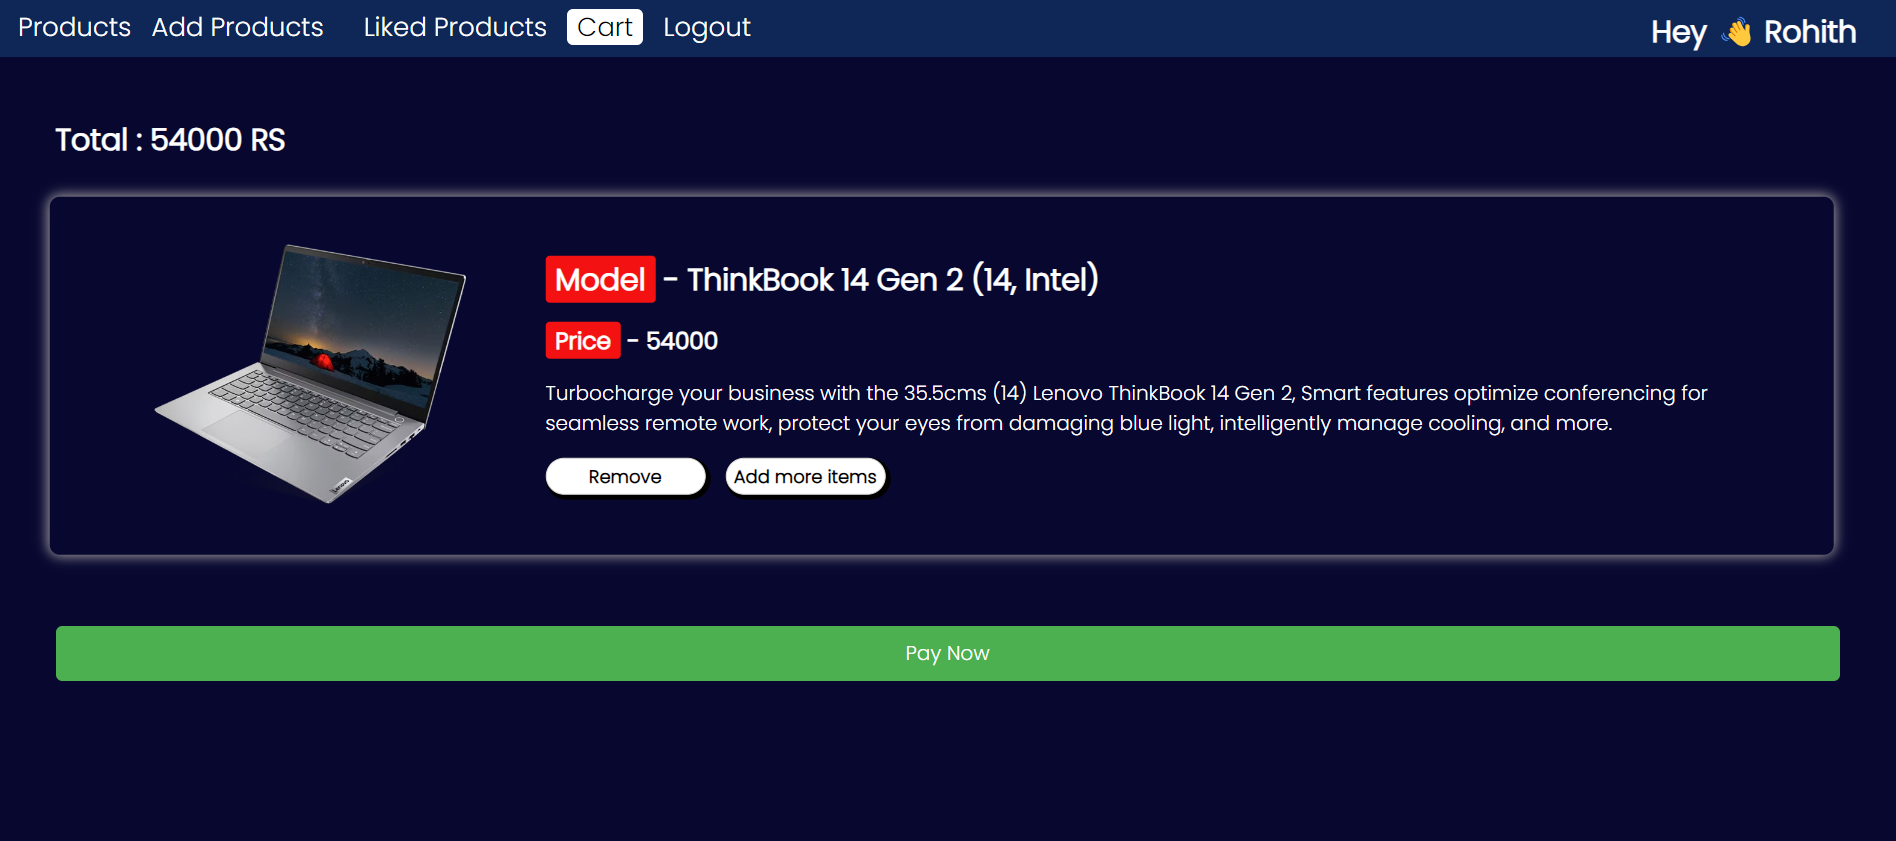 Products Add Products Liked Products Cart Logout Hey 👋 Rohith
Total : 54000 RS
Model - ThinkBook 14 Gen 2 (14, Intel)
Price - 54000
Turbocharge your business with the 35.5cms (14) Lenovo ThinkBook 14 Gen 2, Smart features optimize conferencing for
seamless remote work, protect your eyes from damaging blue light, intelligently manage cooling, and more.
Lenovo
Remove Add more items
Pay Now